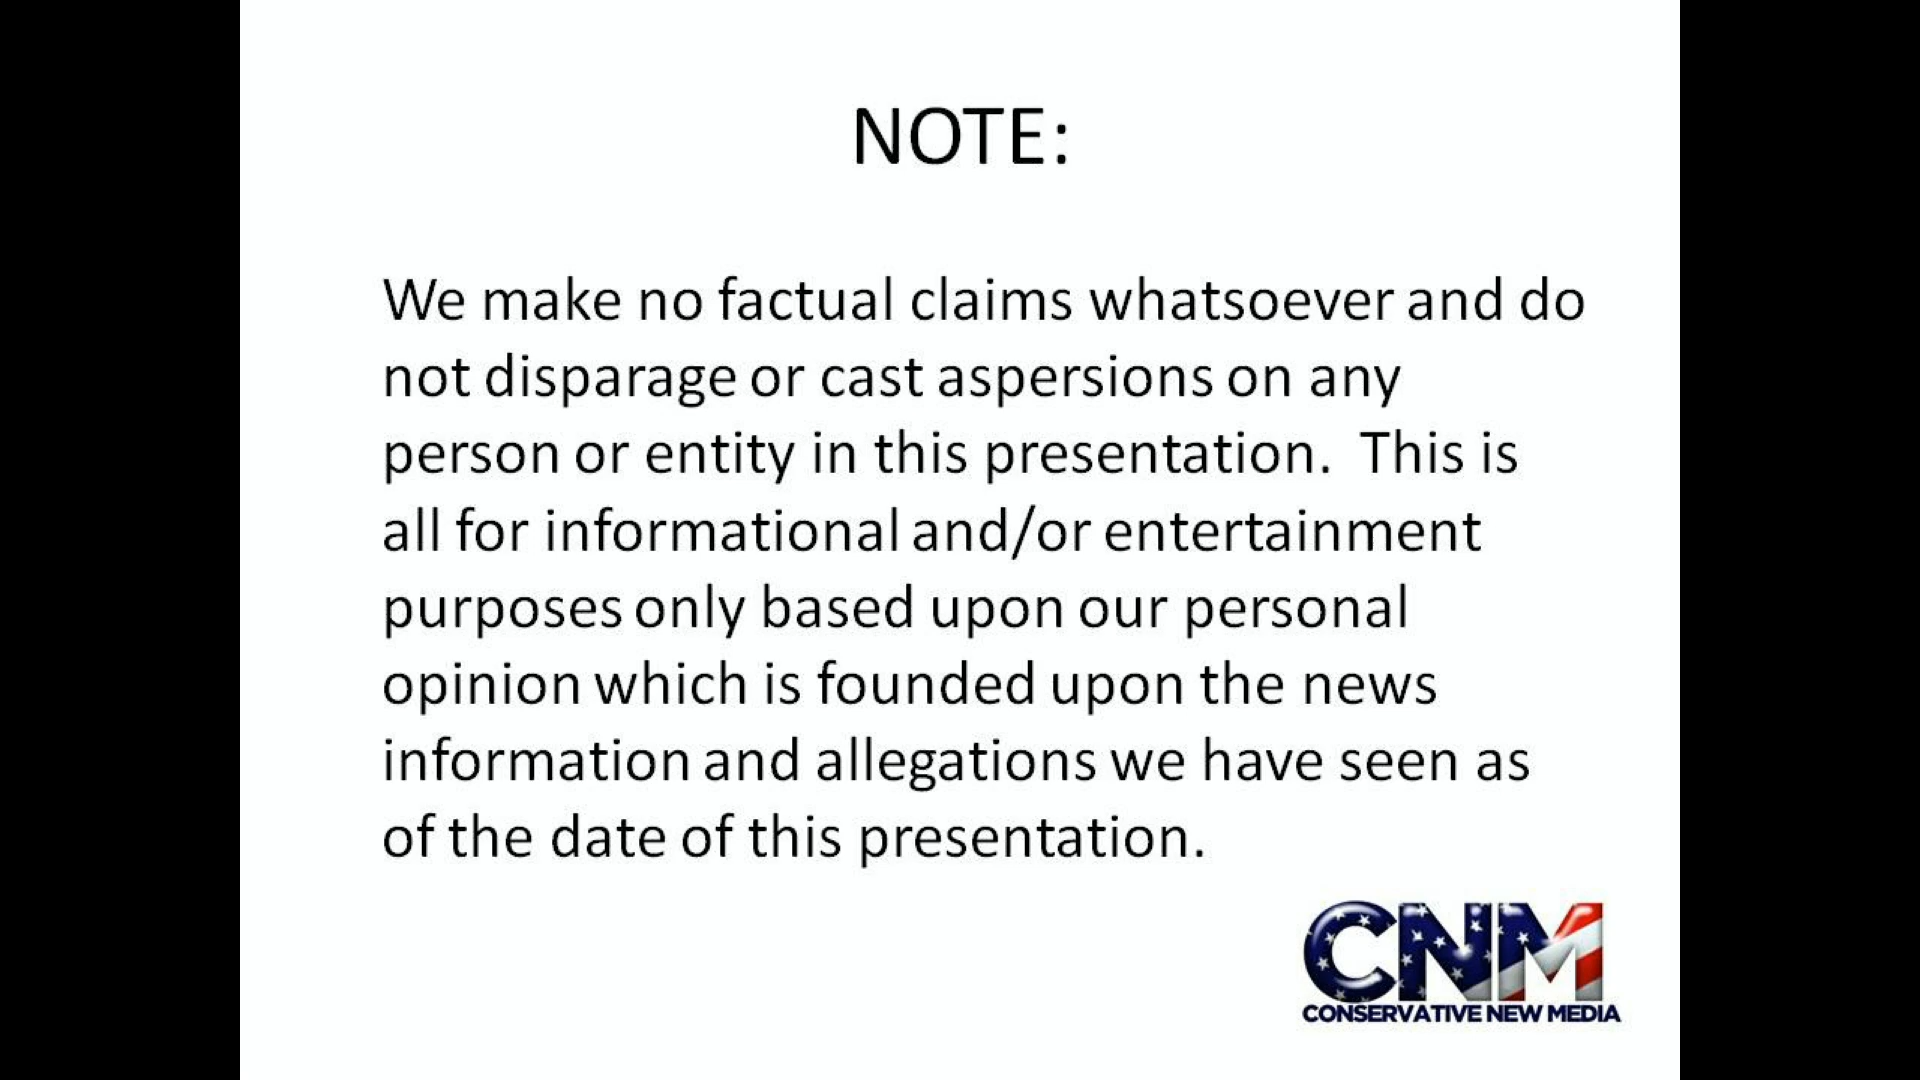 NOTE:
We make no factual claims whatsoever and do
not disparage or cast aspersions on any
person or entity in this presentation.  This is
all for informational and/or entertainment
purposes only based upon our personal
opinion which is founded upon the news
information and allegations we have seen as
of the date of this presentation.
CNM
CONSERVATIVE NEW MEDIA